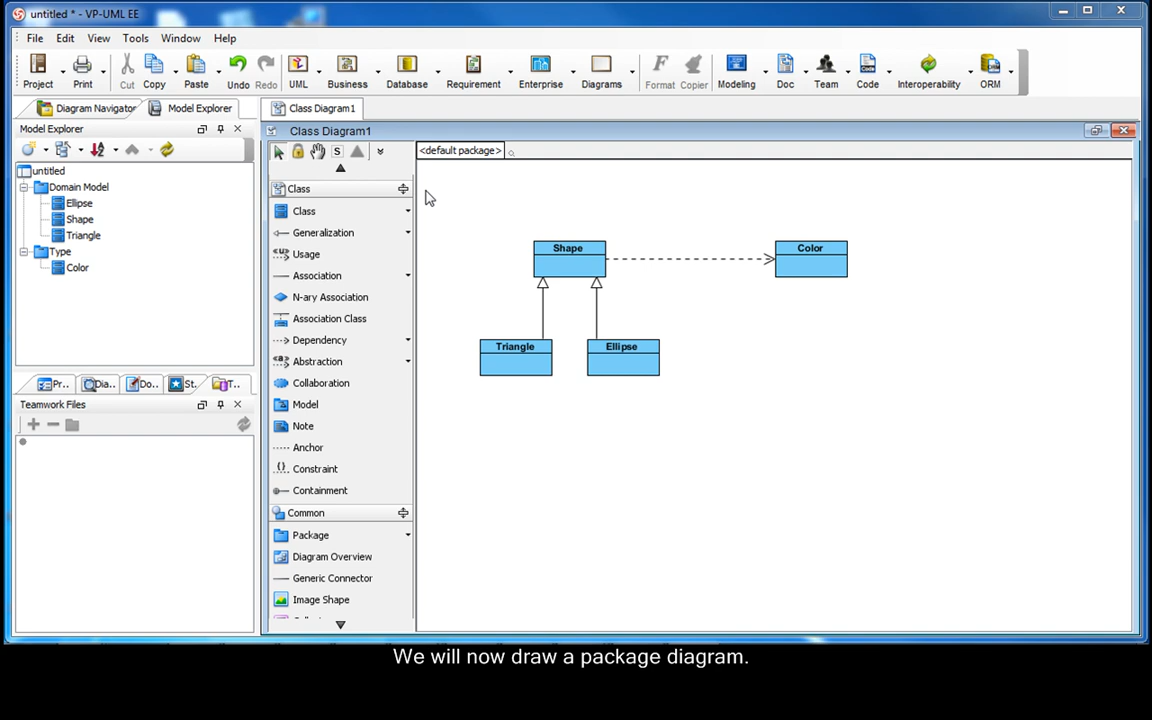 untitled * - VP-UML EE
File Edit View Tools Window Help
Project Print Cut Copy Paste Undo Redo UML Business Database Requirement Enterprise Diagrams Format Copier Modeling Doc Team Code Interoperability ORM
Diagram Navigator Model Explorer Class Diagram1
Model Explorer
Class Diagram1
S
<default package>
untitled
Domain Model
Ellipse
Shape
Triangle
Type
Color
Class
Class
Generalization
Usage
Association
N-ary Association
Association Class
Dependency
Abstraction
Collaboration
Model
Note
Anchor
Constraint
Containment
Common
Package
Diagram Overview
Generic Connector
Image Shape
Shape
Color
Triangle
Ellipse
Pr.. Dia.. Do.. St. T..
Teamwork Files
We will now draw a package diagram.